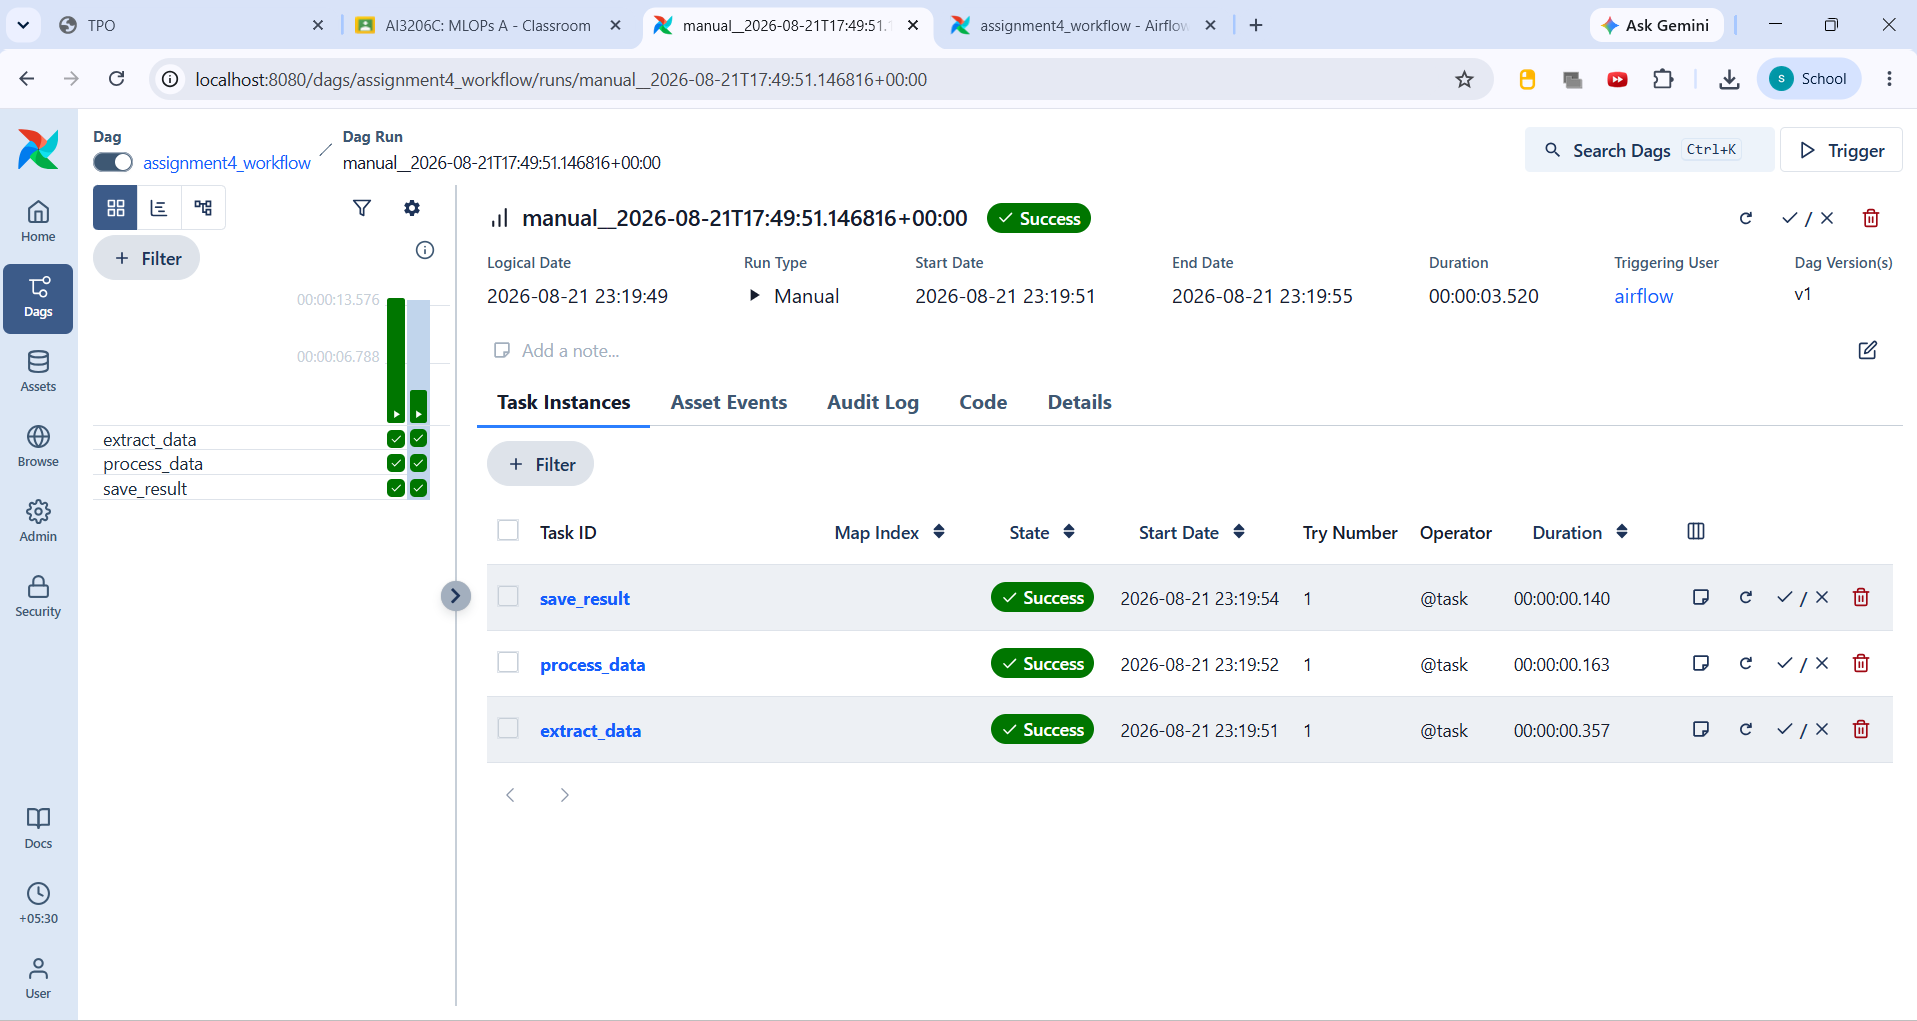 TPO
AI3206C: MLOPs A - Classroom
manual__2026-08-21T17:49:51.1
assignment4_workflow - Airflow
Ask Gemini
localhost:8080/dags/assignment4_workflow/runs/manual__2026-08-21T17:49:51.146816+00:00
S School
Dag
assignment4_workflow
Dag Run
manual__2026-08-21T17:49:51.146816+00:00
Search Dags Ctrl+K
Trigger
Home
Dags
Assets
Browse
Admin
Security
Docs
+05:30
User
+ Filter
00:00:13.576
00:00:06.788
extract_data
process_data
save_result
manual__2026-08-21T17:49:51.146816+00:00 Success
Logical Date Run Type Start Date End Date Duration Triggering User Dag Version(s)
2026-08-21 23:19:49 Manual 2026-08-21 23:19:51 2026-08-21 23:19:55 00:00:03.520 airflow v1
Add a note...
Task Instances Asset Events Audit Log Code Details
+ Filter
Task ID Map Index State Start Date Try Number Operator Duration
save_result Success 2026-08-21 23:19:54 1 @task 00:00:00.140 /
process_data Success 2026-08-21 23:19:52 1 @task 00:00:00.163 /
extract_data Success 2026-08-21 23:19:51 1 @task 00:00:00.357 /